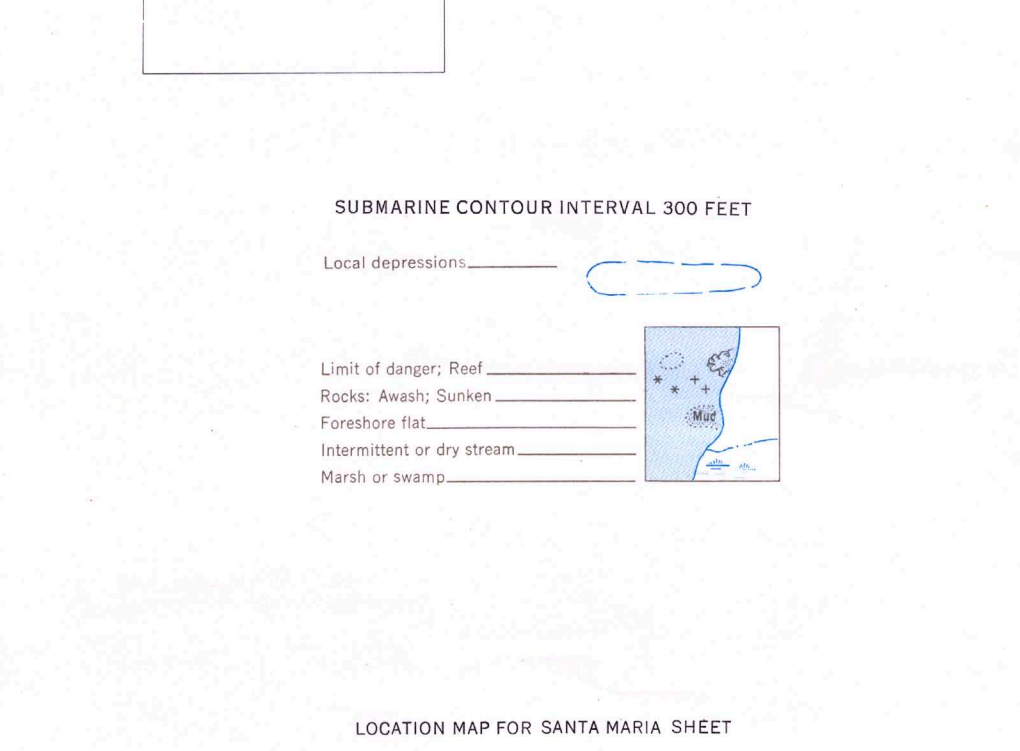 SUBMARINE CONTOUR INTERVAL 300 FEET
Local depressions
Limit of danger; Reef
Rocks: Awash; Sunken
Foreshore flat
Mud
Intermittent or dry stream
Marsh or swamp
LOCATION MAP FOR SANTA MARIA SHEET